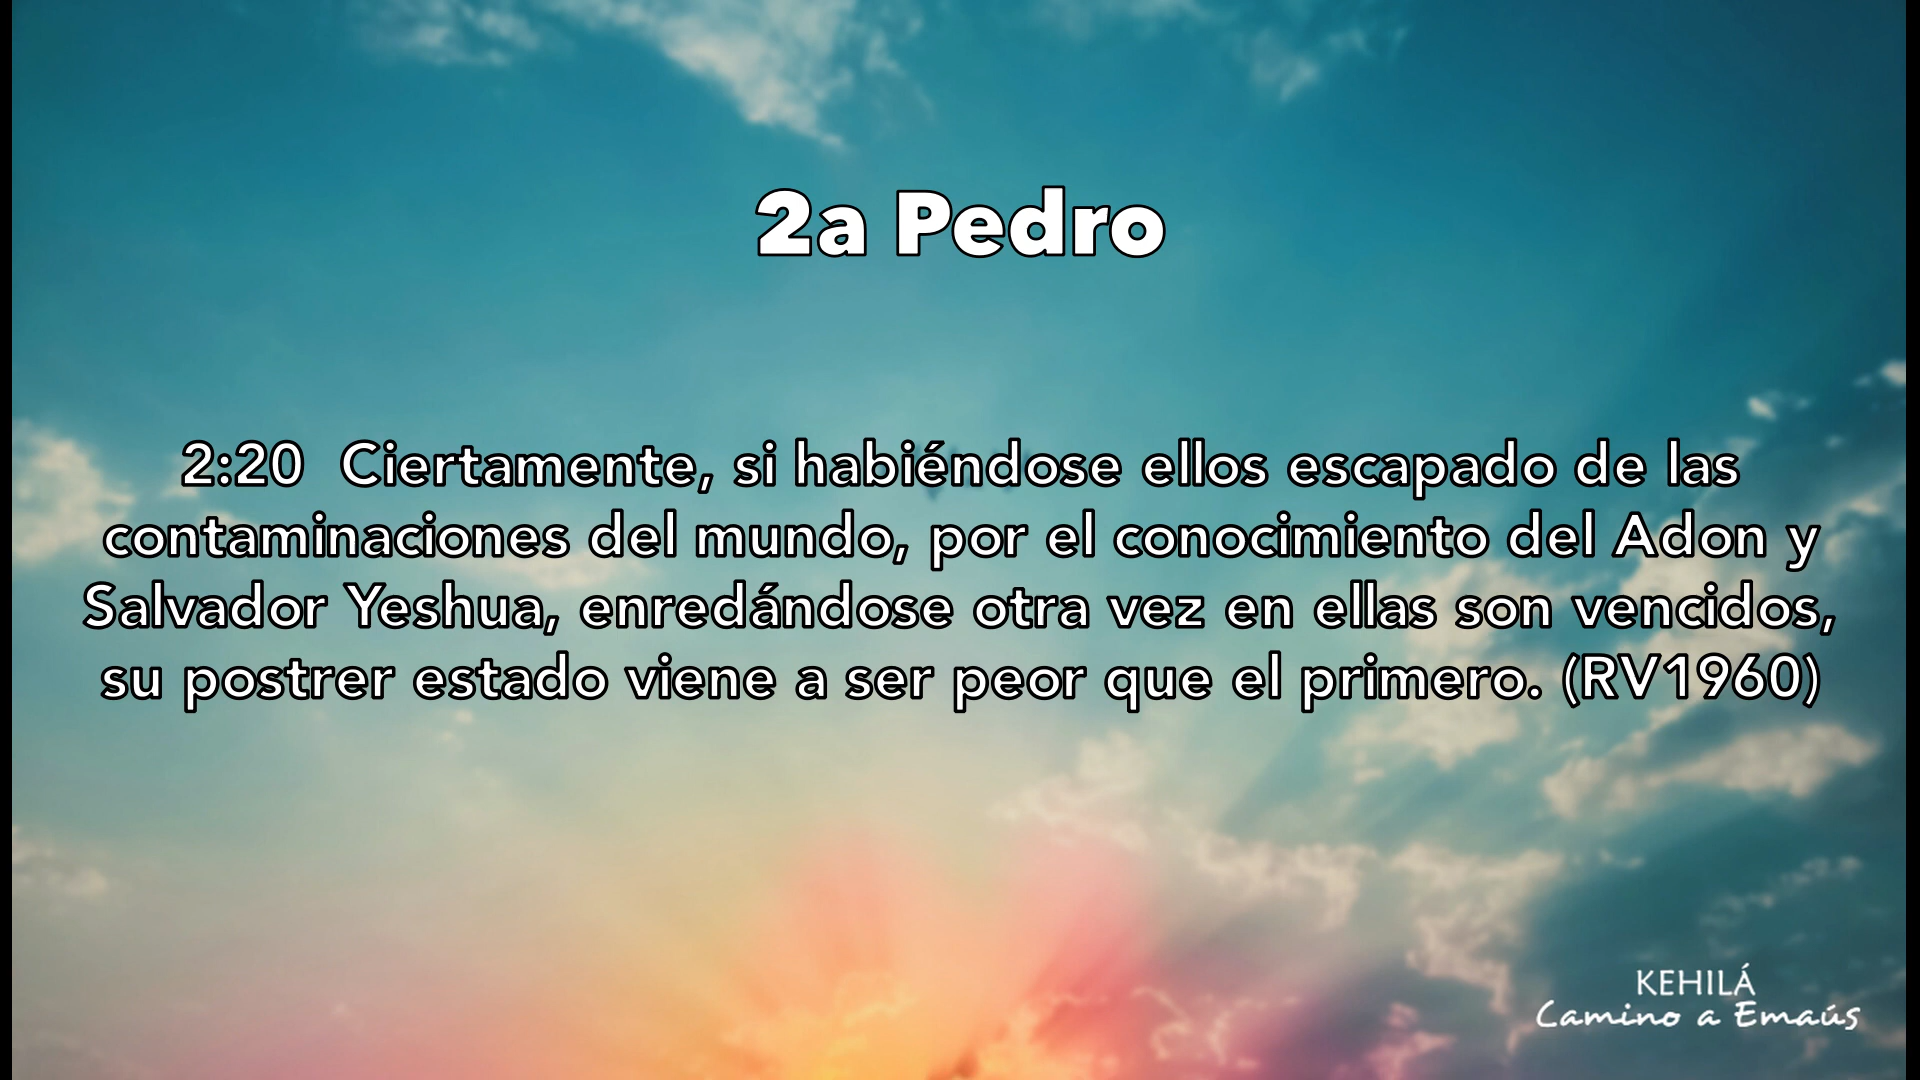 2a Pedro
2:20  Ciertamente, si habiéndose ellos escapado de las
contaminaciones del mundo, por el conocimiento del Adon y
Salvador Yeshua, enredándose otra vez en ellas son vencidos,
su postrer estado viene a ser peor que el primero. (RV1960)
KEHILÁ
Camino a Emaús